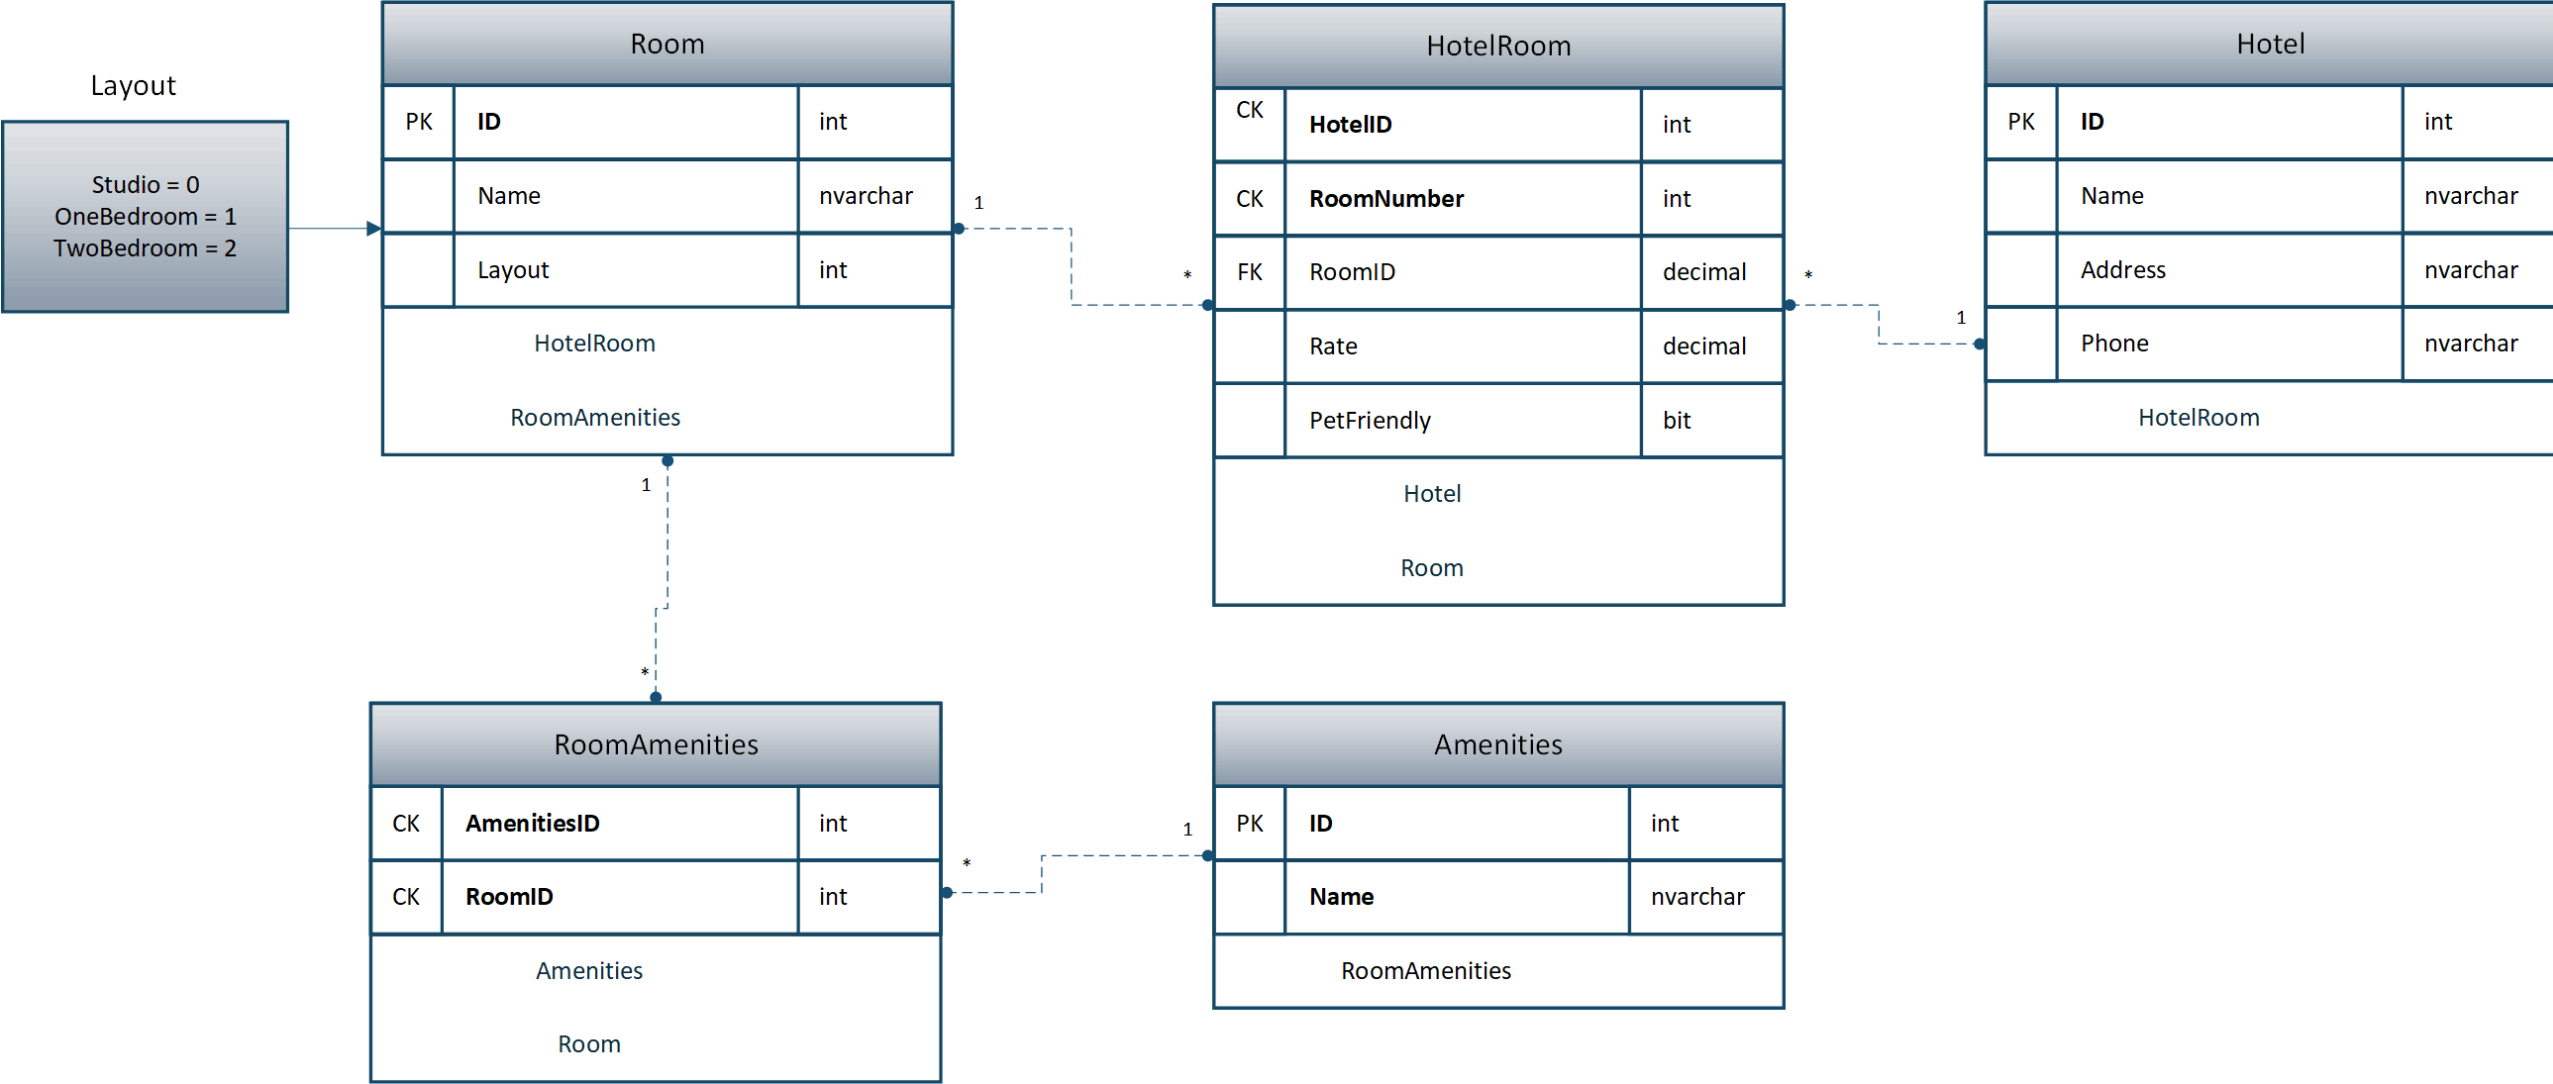 Layout
Studio = 0
OneBedroom = 1
TwoBedroom = 2
Room
PK ID int
Name nvarchar
Layout int
HotelRoom
RoomAmenities
1
*
HotelRoom
CK HotelID int
CK RoomNumber int
FK RoomID decimal
Rate decimal
PetFriendly bit
Hotel
Room
*
1
Hotel
PK ID int
Name nvarchar
Address nvarchar
Phone nvarchar
HotelRoom
1
*
RoomAmenities
CK AmenitiesID int
CK RoomID int
Amenities
Room
*
1
Amenities
PK ID int
Name nvarchar
RoomAmenities